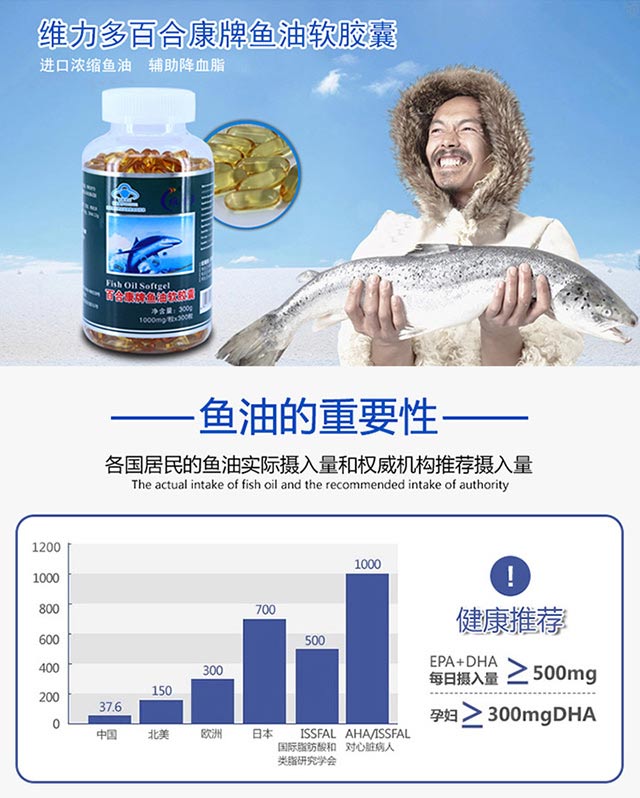 维力多百合康牌鱼油软胶囊
进口浓缩鱼油 辅助降血脂
Fish Oil Softgel
百合康牌鱼油软胶囊
净含量：300g
1000mg/粒×300粒
鱼油的重要性
各国居民的鱼油实际摄入量和权威机构推荐摄入量
The actual intake of fish oil and the recommended intake of authority
1200
1000
800
600
400
200
0
37.6
150
300
700
500
1000
中国
北美
欧洲
日本
ISSFAL
国际脂肪酸和
类脂研究学会
AHA/ISSFAL
对心脏病人
!
健康推荐
EPA+DHA
每日摄入量 ≥500mg
孕妇≥300mgDHA